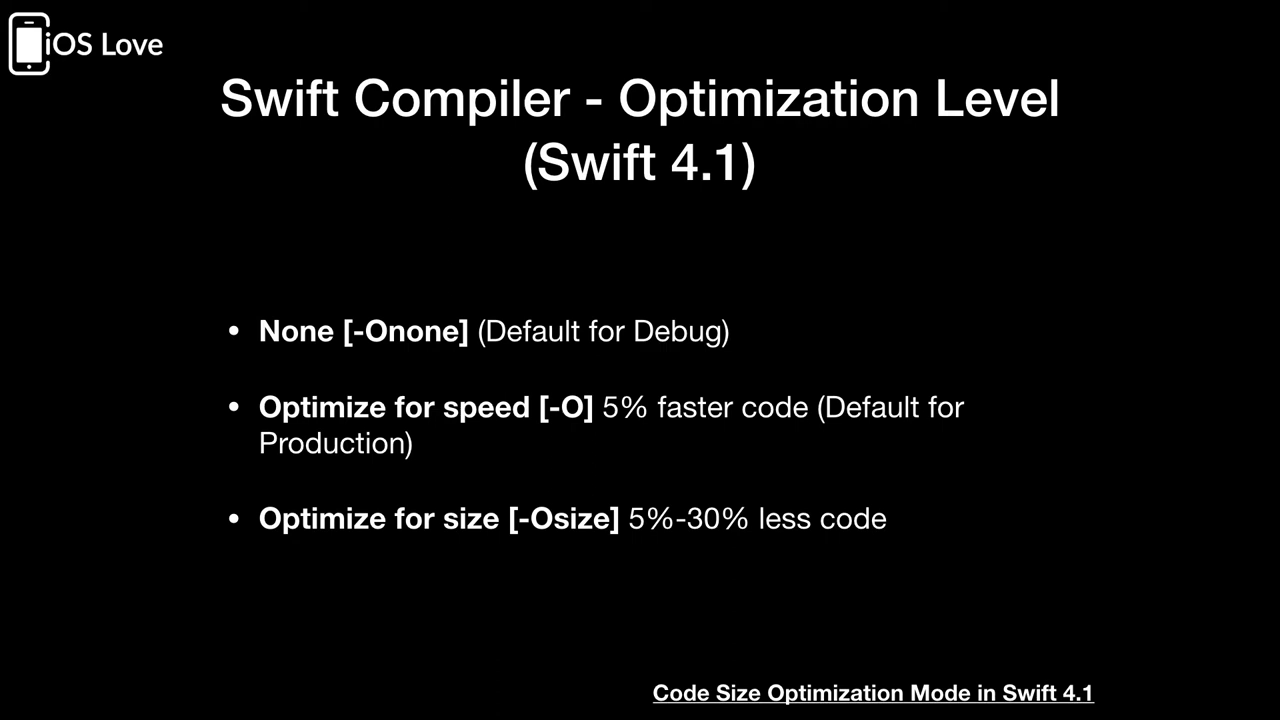 iOS Love
Swift Compiler - Optimization Level
(Swift 4.1)
• None [-Onone] (Default for Debug)
• Optimize for speed [-O] 5% faster code (Default for
Production)
• Optimize for size [-Osize] 5%-30% less code
Code Size Optimization Mode in Swift 4.1